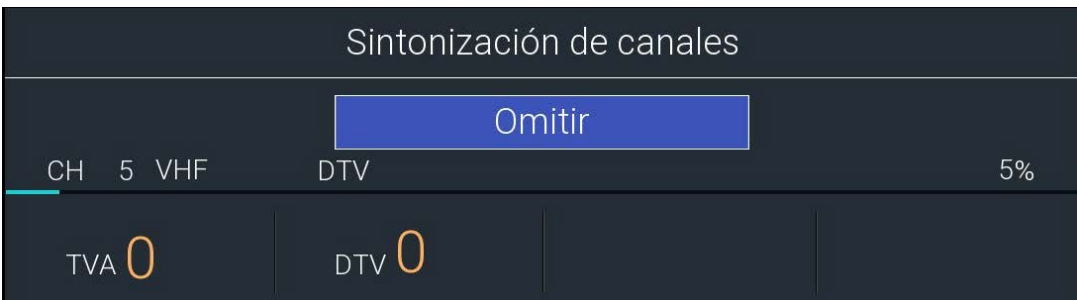 Sintonización de canales
Omitir
CH 5 VHF DTV 5%
TVA 0 DTV 0